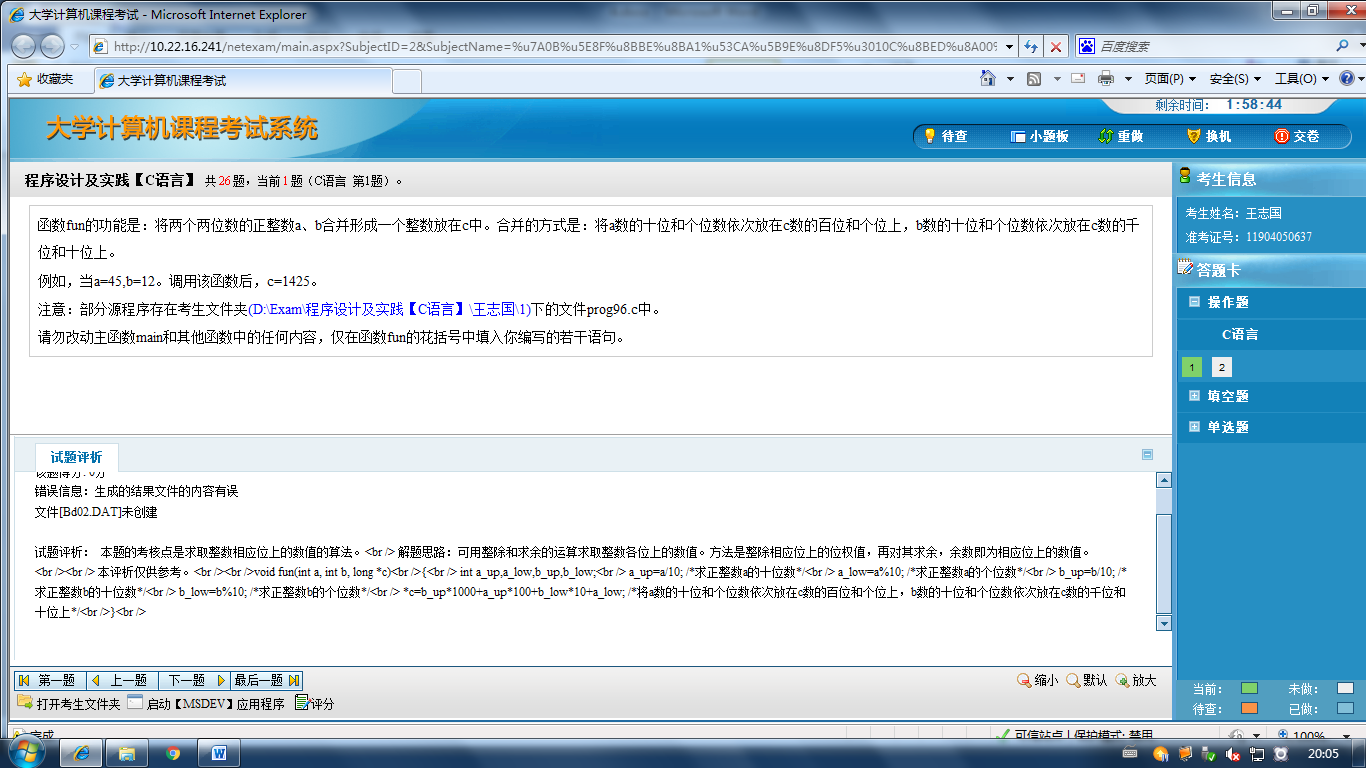 大学计算机课程考试 - Microsoft Internet Explorer
http://10.22.16.241/netexam/main.aspx?SubjectID=2&SubjectName=%u7A0B%u5E8F%u8BBE%u8BA1%u53CA%u5B9E%u8DF5%u3010C%u8BED%u8A00%
百度搜索
收藏夹
大学计算机课程考试
页面(P)
安全(S)
工具(O)
大学计算机课程考试系统
剩余时间： 1:58:44
待查
小题板
重做
换机
交卷
程序设计及实践【C语言】 共26题，当前1题（C语言 第1题）。
函数fun的功能是：将两个两位数的正整数a、b合并形成一个整数放在c中。合并的方式是：将a数的十位和个位数依次放在c数的百位和个位上，b数的十位和个位数依次放在c数的千
位和十位上。
例如，当a=45,b=12。调用该函数后，c=1425。
注意：部分源程序存在考生文件夹(D:\Exam\程序设计及实践【C语言】\王志国\1)下的文件prog96.c中。
请勿改动主函数main和其他函数中的任何内容，仅在函数fun的花括号中填入你编写的若干语句。
试题评析
该题得分: 0分
错误信息：生成的结果文件的内容有误
文件[Bd02.DAT]未创建
试题评析： 本题的考核点是求取整数相应位上的数值的算法。<br /> 解题思路：可用整除和求余的运算求取整数各位上的数值。方法是整除相应位上的位权值，再对其求余，余数即为相应位上的数值。
<br /><br /> 本评析仅供参考。<br /><br />void fun(int a, int b, long *c)<br />{<br /> int a_up,a_low,b_up,b_low;<br /> a_up=a/10; /*求正整数a的十位数*/<br /> a_low=a%10; /*求正整数a的个位数*/<br /> b_up=b/10; /*
求正整数b的十位数*/<br /> b_low=b%10; /*求正整数b的个位数*/<br /> *c=b_up*1000+a_up*100+b_low*10+a_low; /*将a数的十位和个位数依次放在c数的百位和个位上，b数的十位和个位数依次放在c数的千位和
十位上*/<br />}<br />
第一题
上一题
下一题
最后一题
缩小
默认
放大
打开考生文件夹
启动【MSDEV】应用程序
评分
考生信息
考生姓名：王志国
准考证号：11904050637
答题卡
操作题
C语言
1
2
填空题
单选题
当前：
未做：
待查：
已做：
完成
可信站点 | 保护模式: 禁用
100%
20:05